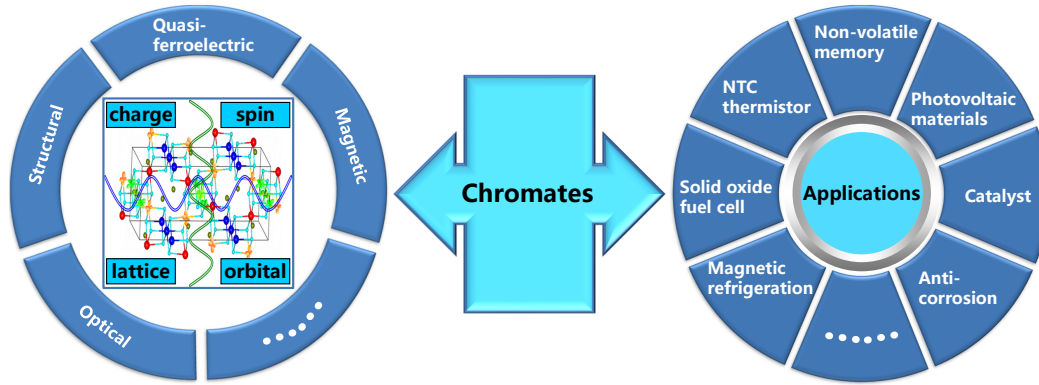 Quasi-
ferroelectric
Structural
Magnetic
charge
spin
lattice
orbital
Optical
......
Chromates
Non-volatile
memory
NTC
thermistor
Photovoltaic
materials
Solid oxide
fuel cell
Applications
Catalyst
Magnetic
refrigeration
Anti-
corrosion
......